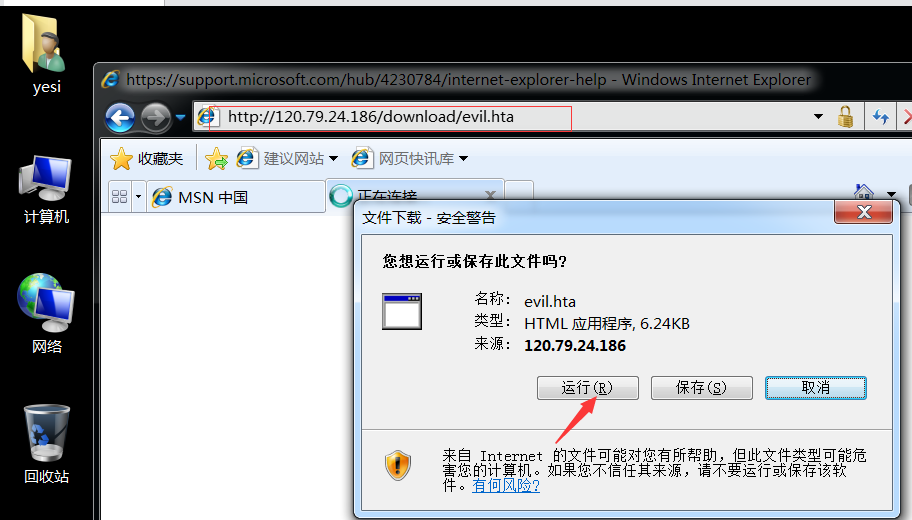 yesi
计算机
网络
回收站
https://support.microsoft.com/hub/4230784/internet-explorer-help - Windows Internet Explorer
http://120.79.24.186/download/evil.hta
收藏夹
建议网站
网页快讯库
MSN 中国
正在连接
文件下载 - 安全警告
您想运行或保存此文件吗?
名称: evil.hta
类型: HTML 应用程序, 6.24KB
来源: 120.79.24.186
运行(R) 保存(S) 取消
来自 Internet 的文件可能对您有所帮助，但此文件类型可能危
害您的计算机。如果您不信任其来源，请不要运行或保存该软
件。有何风险?